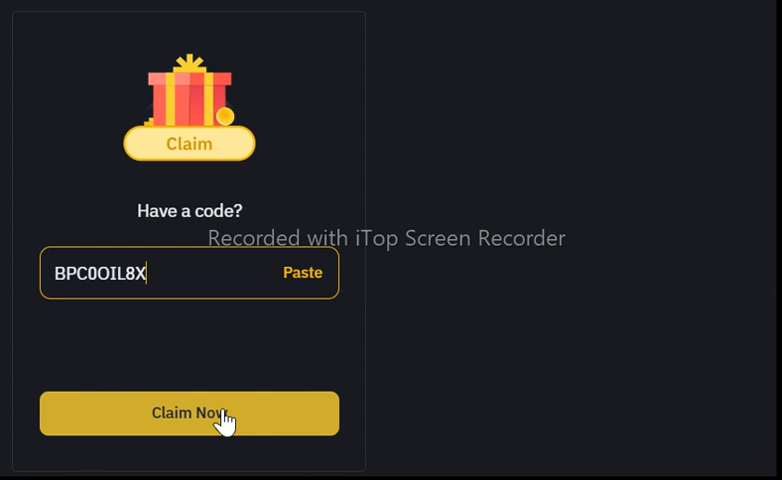 Claim
Have a code?
Recorded with iTop Screen Recorder
BPC0OIL8X
Paste
Claim Now